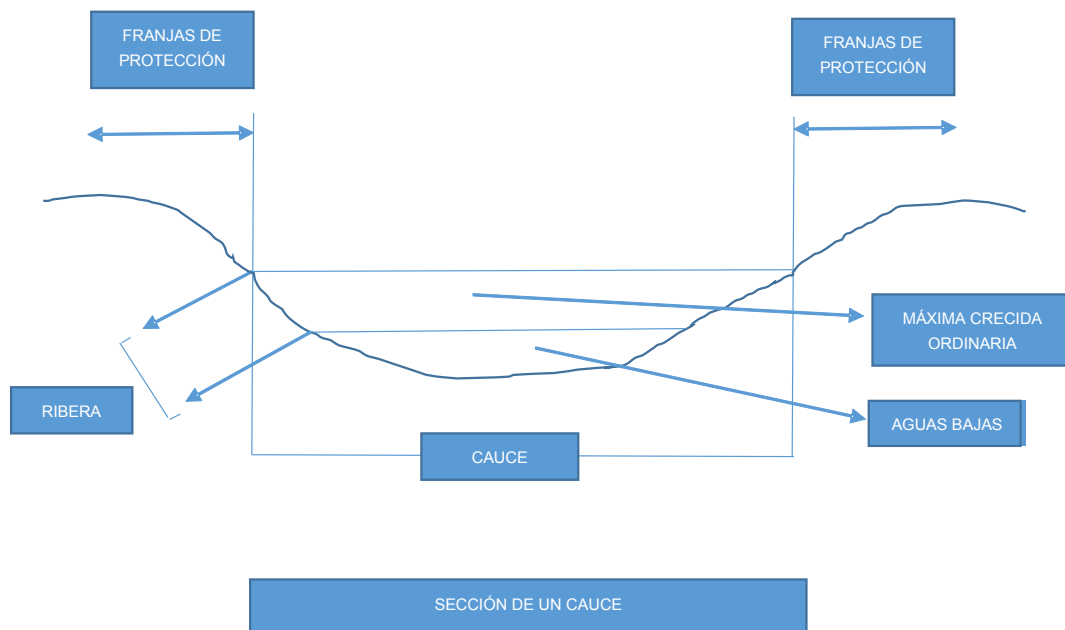 FRANJAS DE
PROTECCIÓN
FRANJAS DE
PROTECCIÓN
MÁXIMA CRECIDA
ORDINARIA
RIBERA
AGUAS BAJAS
CAUCE
SECCIÓN DE UN CAUCE